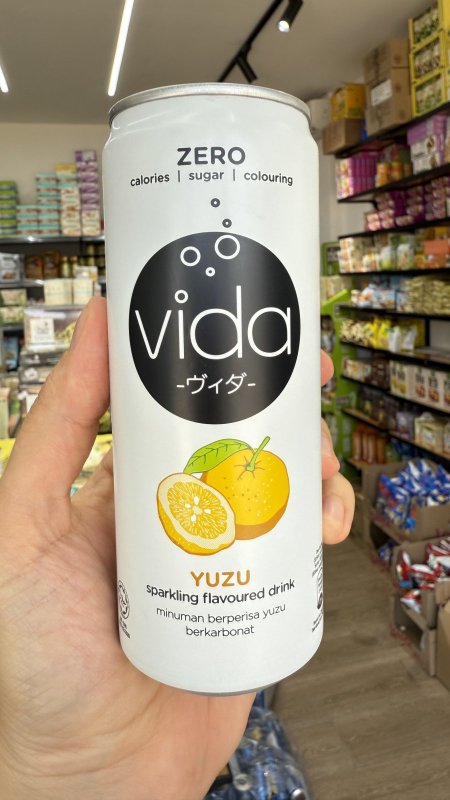 ZERO
calories | sugar | colouring
vida
-ヴィダ-
YUZU
sparkling flavoured drink
minuman berperisa yuzu
berkarbonat